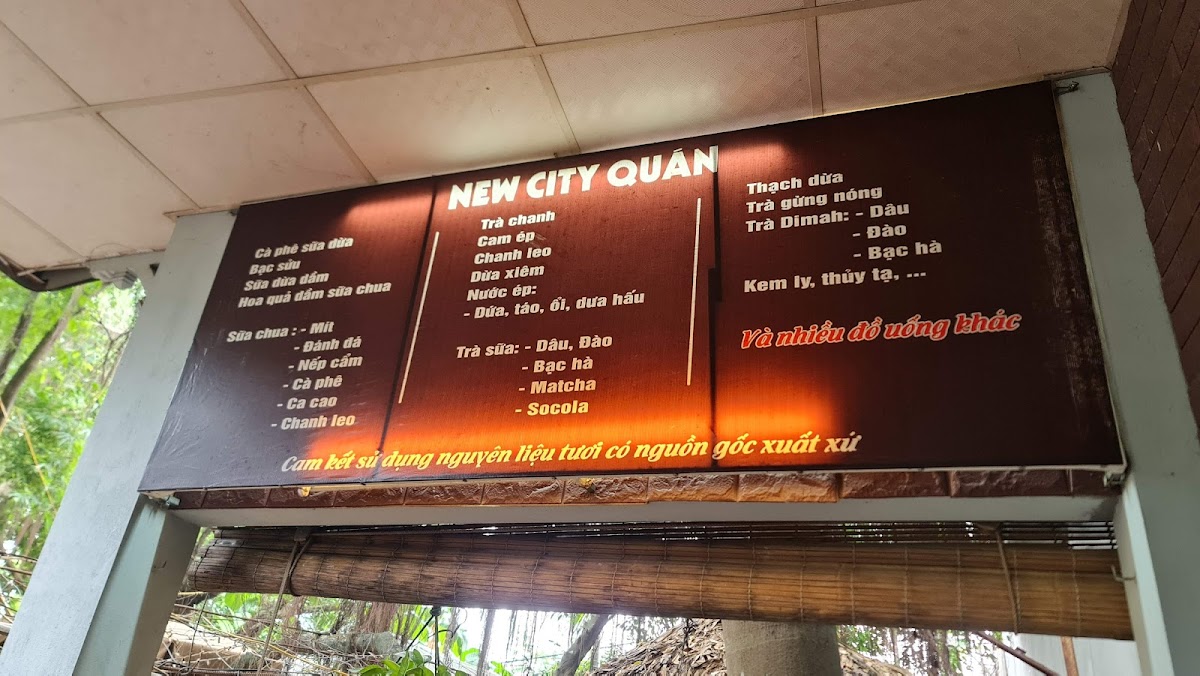 NEW CITY QUÁN
Cà phê sữa dừa
Bạc sửu
Sữa dừa dầm
Hoa quả dầm sữa chua
Sữa chua : - Mít
- Đánh đá
- Nếp cẩm
- Cà phê
- Ca cao
- Chanh leo
Trà chanh
Cam ép
Chanh leo
Dừa xiêm
Nước ép:
- Dứa, táo, ổi, dưa hấu
Trà sữa: - Dâu, Đào
- Bạc hà
- Matcha
- Socola
Thạch dừa
Trà gừng nóng
Trà Dimah: - Dâu
- Đào
- Bạc hà
Kem ly, thủy tạ, ...
Và nhiều đồ uống khác
Cam kết sử dụng nguyên liệu tươi có nguồn gốc xuất xứ